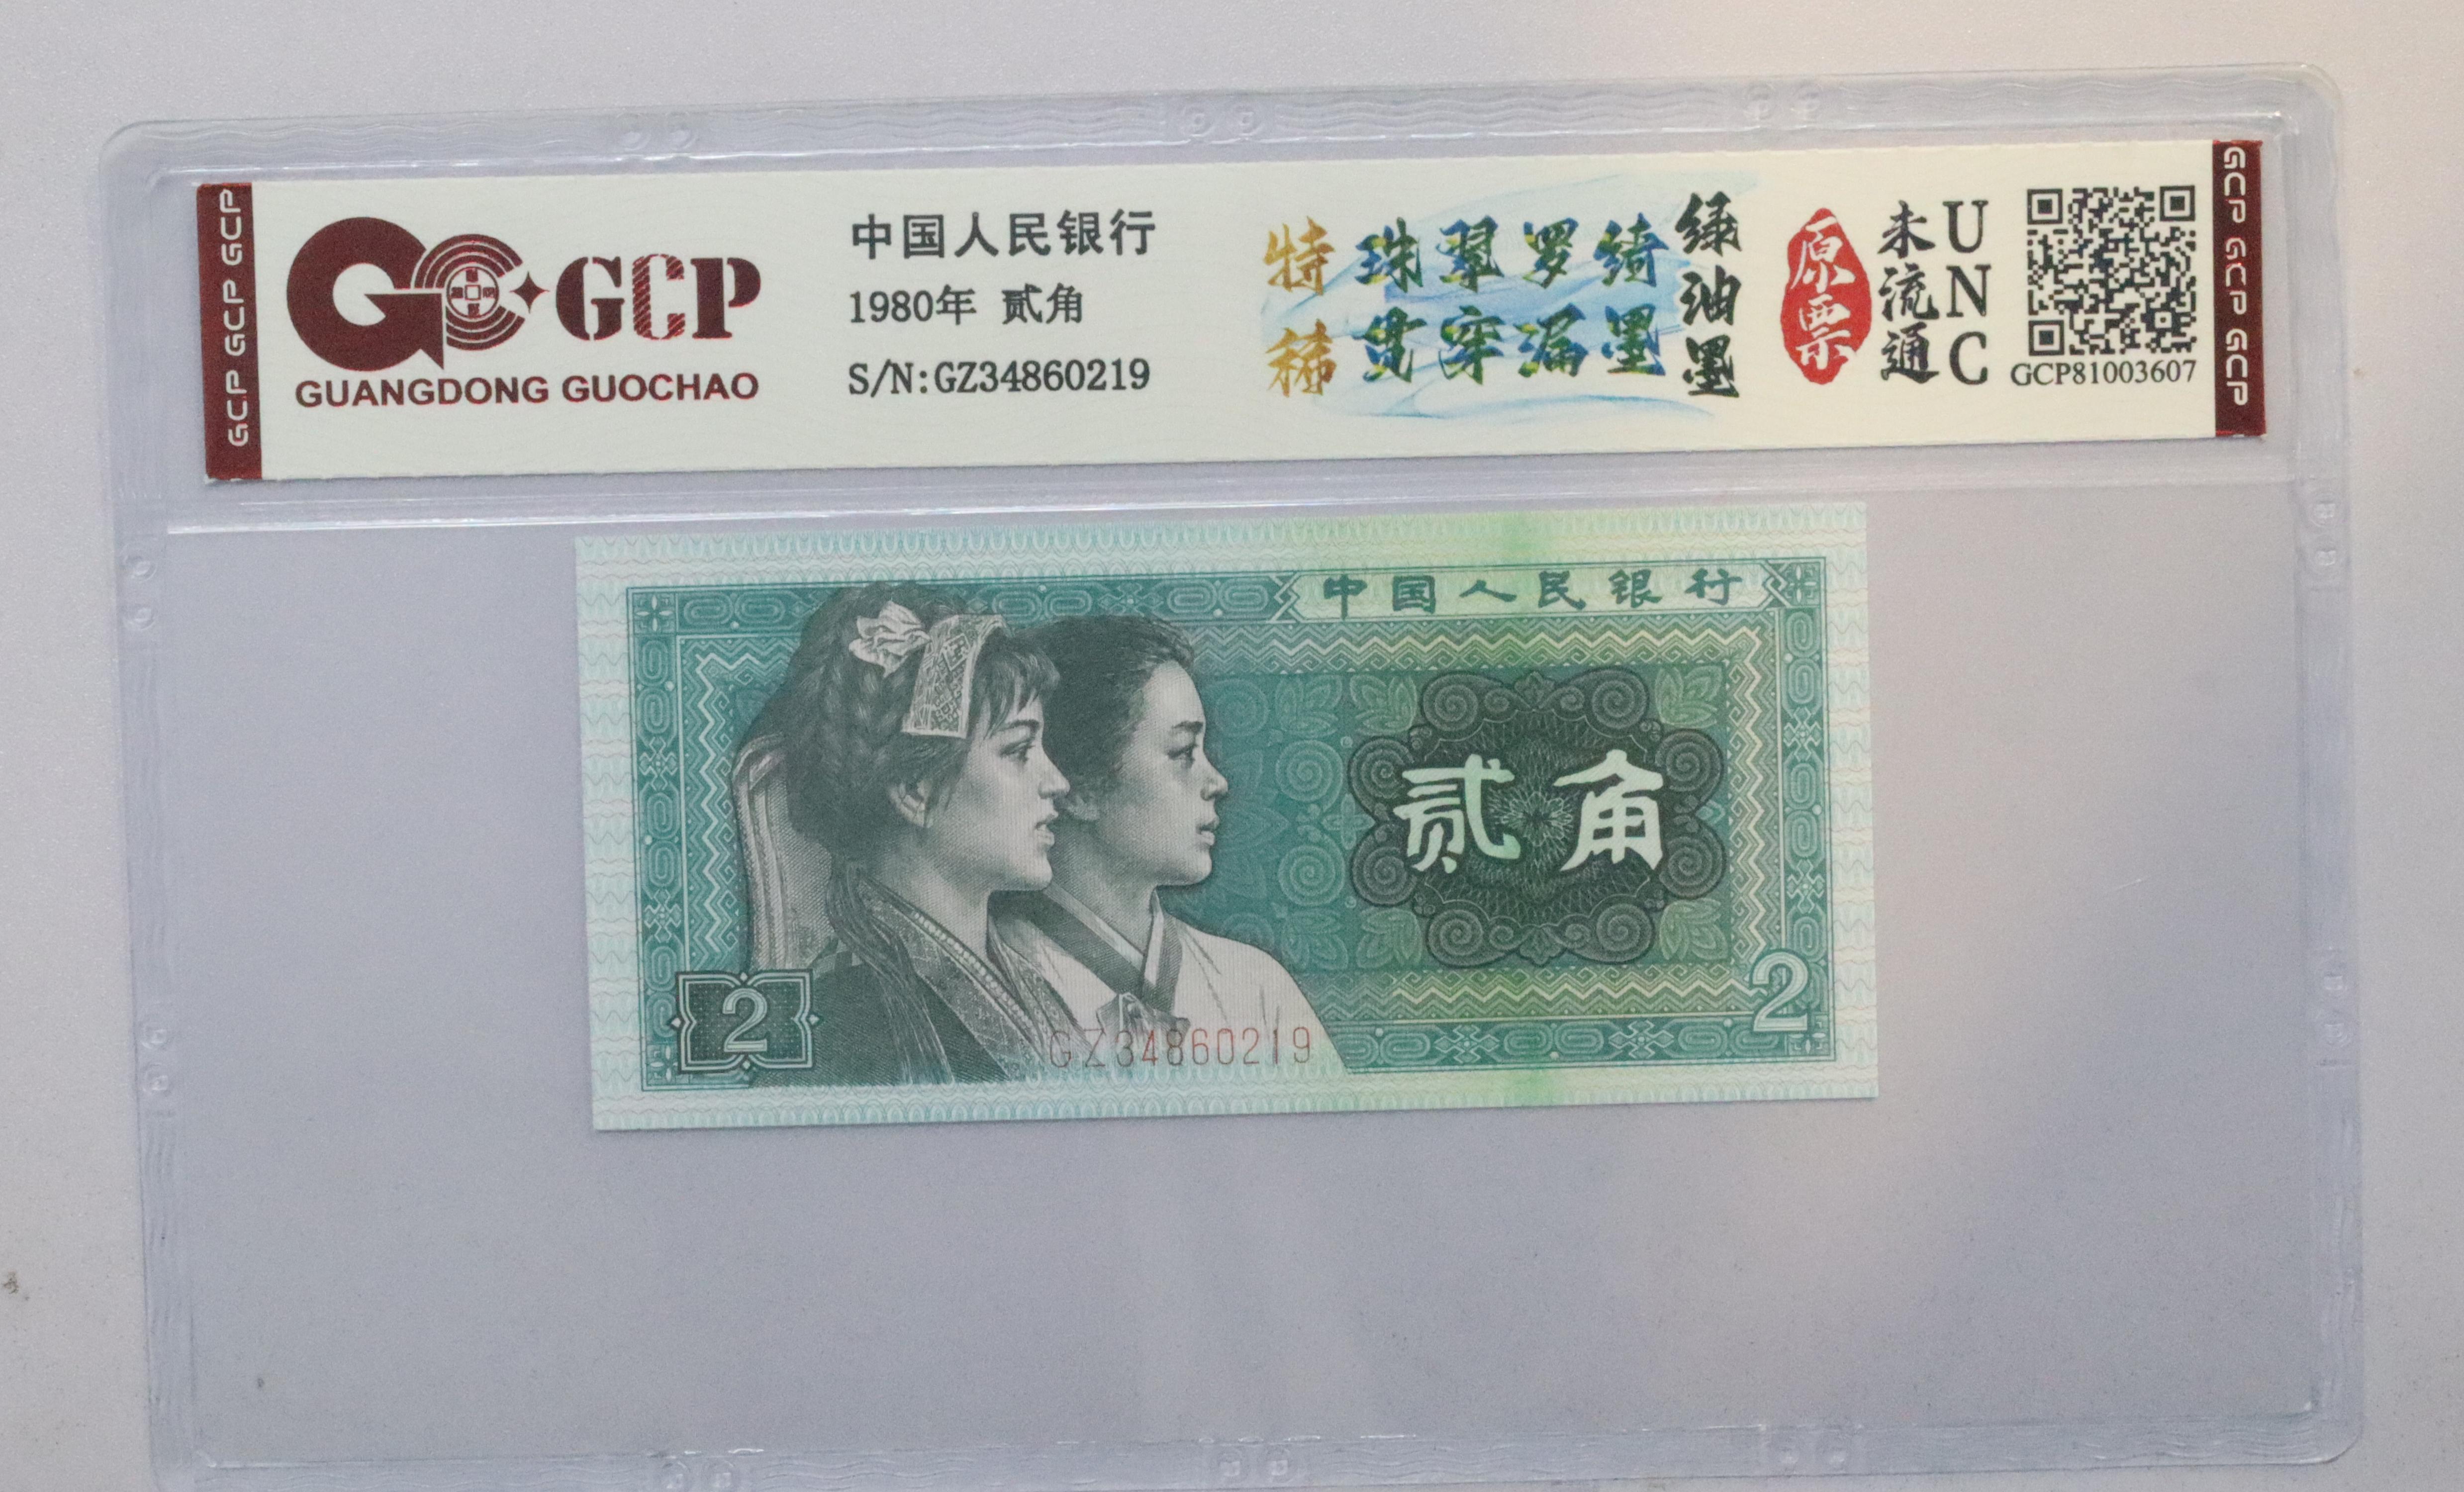 GCP GCP GCP
GCP
GUANGDONG GUOCHAO
中国人民银行
1980年 贰角
S/N:GZ34860219
特稀
珠翠罗绮
贯穿漏墨
绿油墨
原票
未流通
UNC
GCP81003607
GCP GCP GCP
中国人民银行
贰角
2
2
GZ34860219